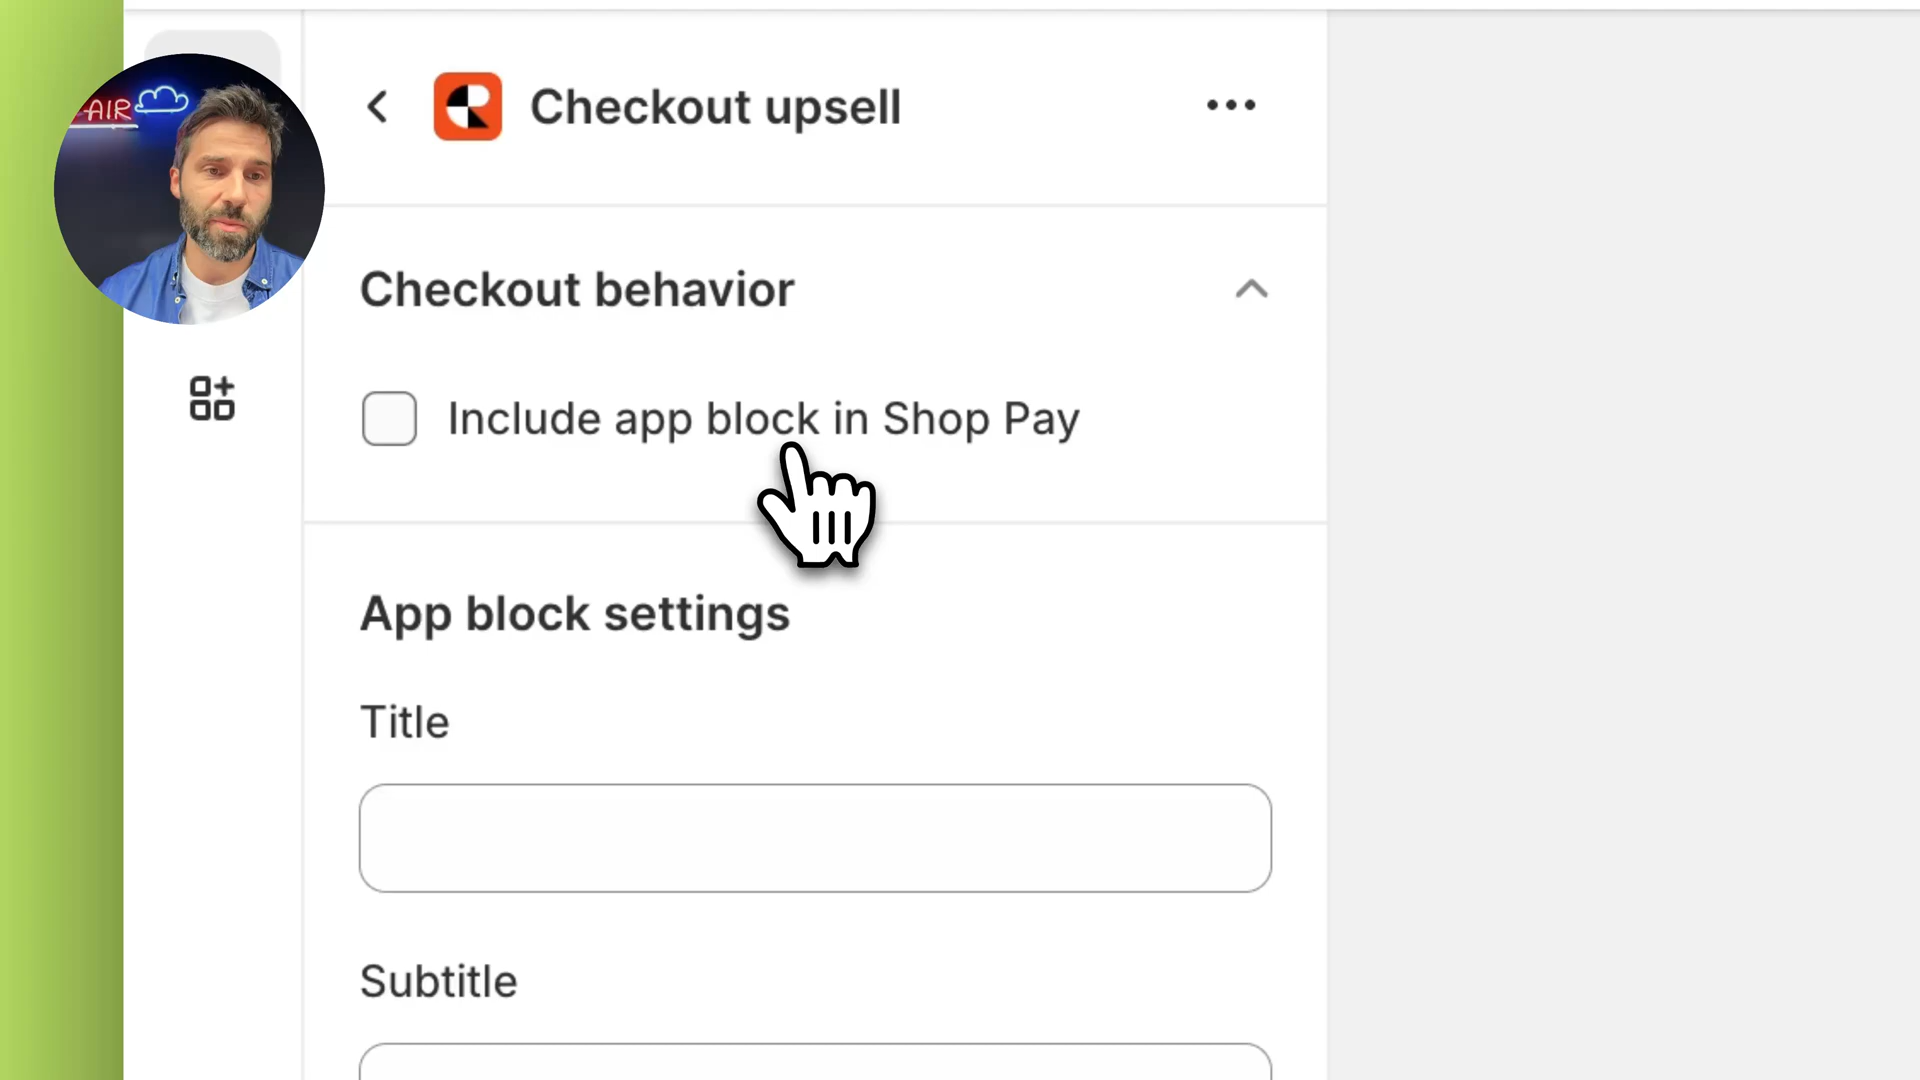 AIR
Checkout upsell
Checkout behavior
Include app block in Shop Pay
App block settings
Title
Subtitle